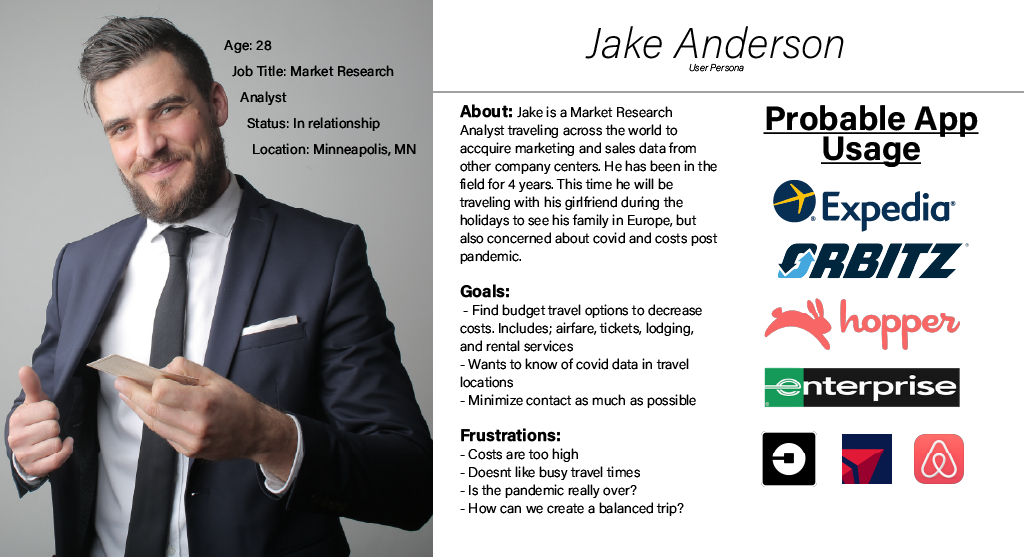 Age: 28
Job Title: Market Research
Analyst
Status: In relationship
Location: Minneapolis, MN
Jake Anderson
User Persona
About: Jake is a Market Research
Analyst traveling across the world to
accquire marketing and sales data from
other company centers. He has been in the
field for 4 years. This time he will be
traveling with his girlfriend during the
holidays to see his family in Europe, but
also concerned about covid and costs post
pandemic.
Goals:
- Find budget travel options to decrease
costs. Includes; airfare, tickets, lodging,
and rental services
- Wants to know of covid data in travel
locations
- Minimize contact as much as possible
Frustrations:
- Costs are too high
- Doesnt like busy travel times
- Is the pandemic really over?
- How can we create a balanced trip?
Probable App
Usage
Expedia®
ORBITZ®
hopper
enterprise